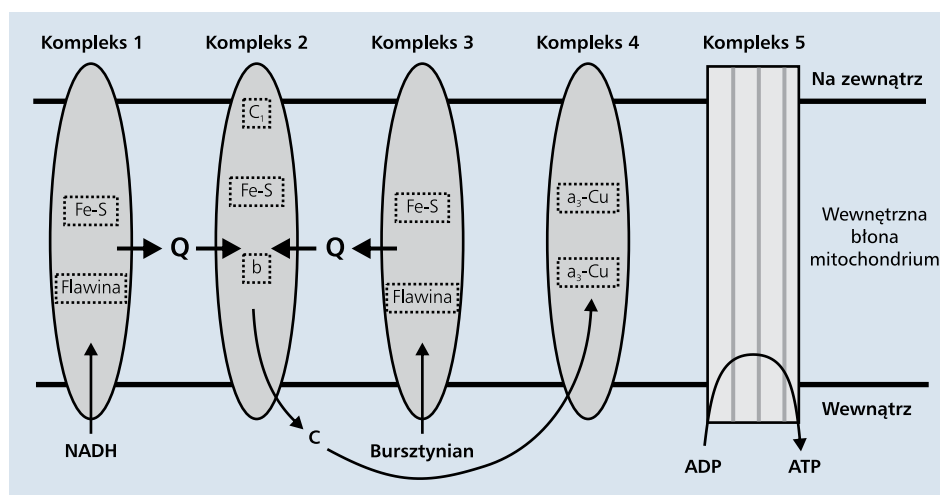 Kompleks 1
Kompleks 2
Kompleks 3
Kompleks 4
Kompleks 5
Na zewnątrz
C₁
Fe-S
Fe-S
Fe-S
a₃-Cu
Q
Q
b
Flawina
Flawina
a₃-Cu
Wewnętrzna
błona
mitochondrium
Wewnątrz
NADH
C
Bursztynian
ADP
ATP